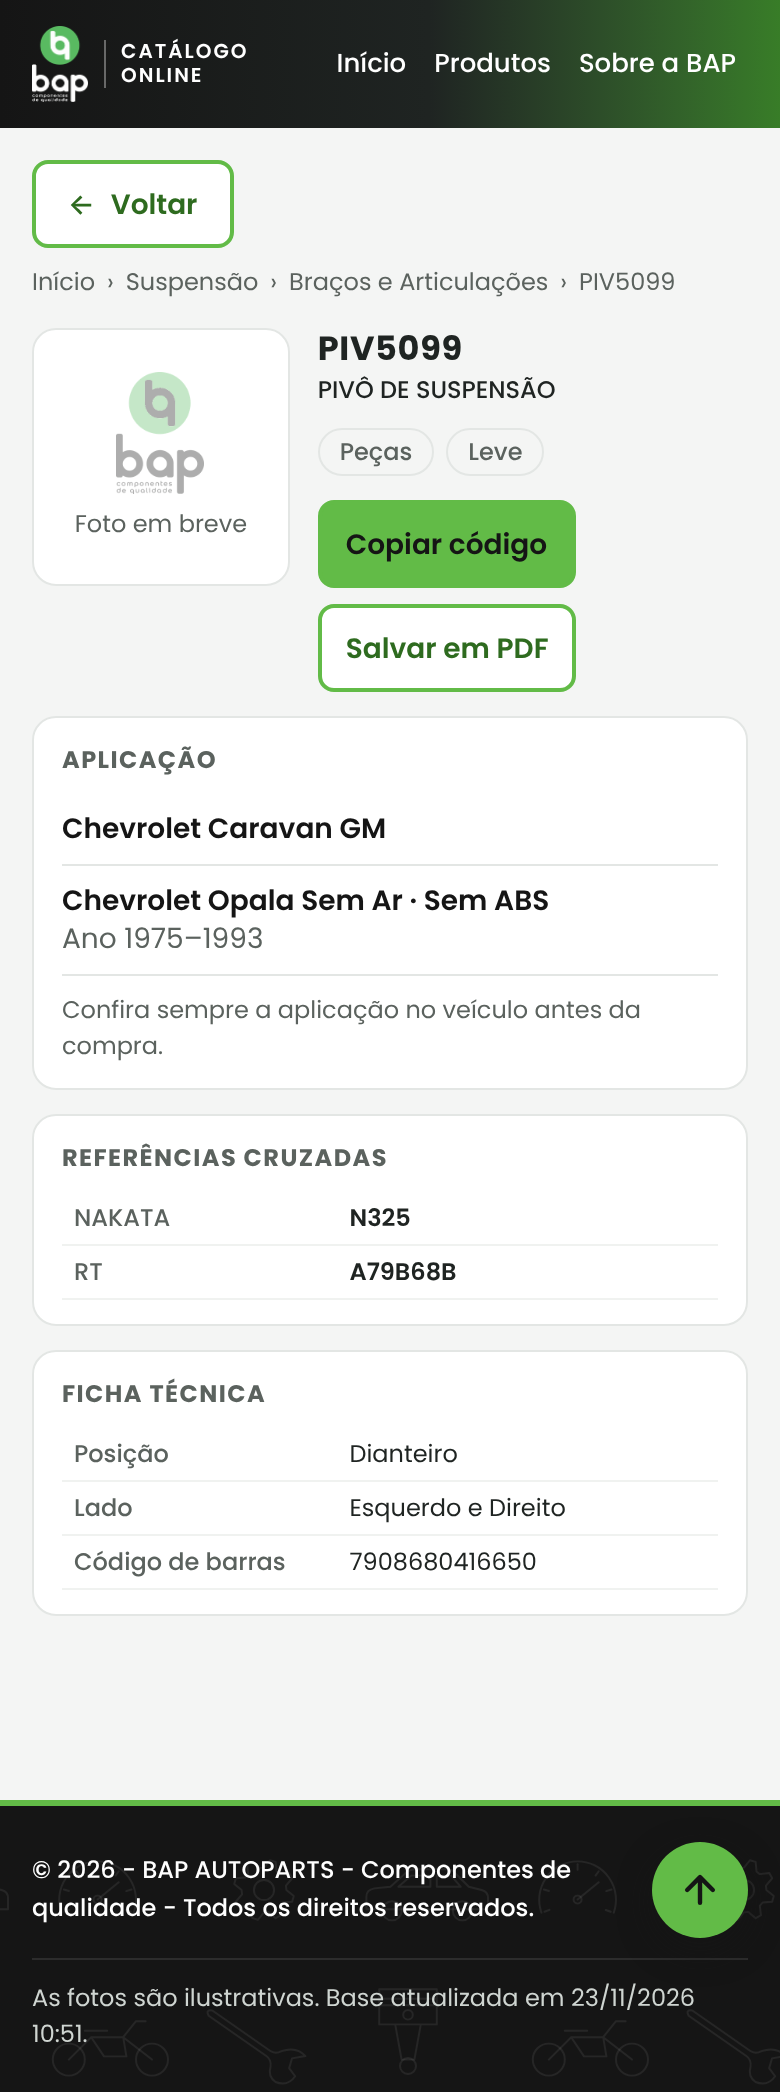 bap
componentes
de qualidade
CATÁLOGO
ONLINE
Início
Produtos
Sobre a BAP
← Voltar
Início › Suspensão › Braços e Articulações › PIV5099
bap
componentes
de qualidade
Foto em breve
PIV5099
PIVÔ DE SUSPENSÃO
Peças
Leve
Copiar código
Salvar em PDF
APLICAÇÃO
Chevrolet Caravan GM
Chevrolet Opala Sem Ar · Sem ABS
Ano 1975–1993
Confira sempre a aplicação no veículo antes da
compra.
REFERÊNCIAS CRUZADAS
NAKATA N325
RT A79B68B
FICHA TÉCNICA
Posição Dianteiro
Lado Esquerdo e Direito
Código de barras 7908680416650
© 2026 - BAP AUTOPARTS - Componentes de
qualidade - Todos os direitos reservados.
As fotos são ilustrativas. Base atualizada em 23/11/2026
10:51.